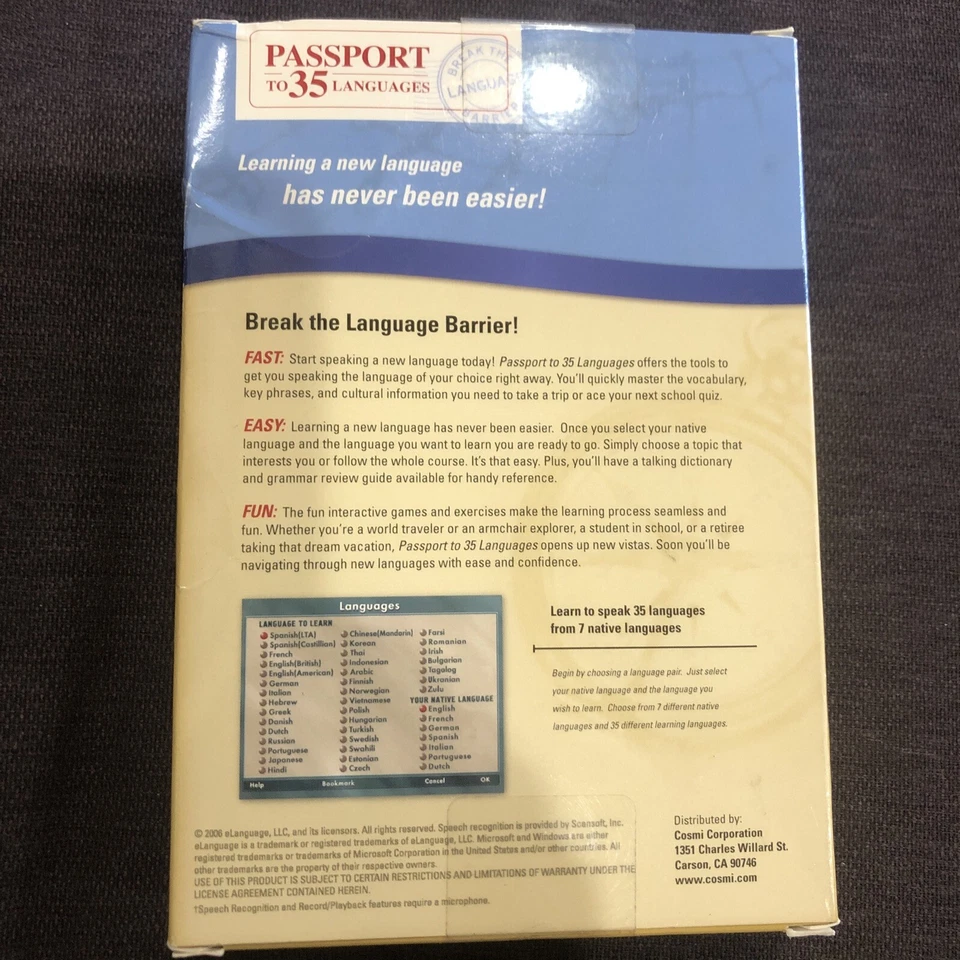 PASSPORT
TO 35 LANGUAGES
BREAK THE
LANGUAGE
BARRIER
Learning a new language
has never been easier!
Break the Language Barrier!
FAST: Start speaking a new language today! Passport to 35 Languages offers the tools to
get you speaking the language of your choice right away. You'll quickly master the vocabulary,
key phrases, and cultural information you need to take a trip or ace your next school quiz.
EASY: Learning a new language has never been easier. Once you select your native
language and the language you want to learn you are ready to go. Simply choose a topic that
interests you or follow the whole course. It's that easy. Plus, you'll have a talking dictionary
and grammar review guide available for handy reference.
FUN: The fun interactive games and exercises make the learning process seamless and
fun. Whether you're a world traveler or an armchair explorer, a student in school, or a retiree
taking that dream vacation, Passport to 35 Languages opens up new vistas. Soon you'll be
navigating through new languages with ease and confidence.
Languages
LANGUAGE TO LEARN
Spanish(LTA)
Spanish(Castilian)
French
English(British)
English(American)
German
Italian
Hebrew
Greek
Danish
Dutch
Russian
Portuguese
Japanese
Hindi
Chinese(Mandarin)
Korean
Thai
Indonesian
Arabic
Finnish
Norwegian
Vietnamese
Polish
Hungarian
Turkish
Swedish
Swahili
Estonian
Czech
Farsi
Romanian
Irish
Bulgarian
Tagalog
Ukranian
Zulu
YOUR NATIVE LANGUAGE
English
French
German
Spanish
Italian
Portuguese
Dutch
Help Bookmark Cancel OK
Learn to speak 35 languages
from 7 native languages
Begin by choosing a language pair. Just select
your native language and the language you
wish to learn. Choose from 7 different native
languages and 35 different learning languages.
© 2006 eLanguage, LLC, and its licensors. All rights reserved. Speech recognition is provided by Scansoft, Inc.
eLanguage is a trademark or registered trademarks of eLanguage, LLC. Microsoft and Windows are either
registered trademarks or trademarks of Microsoft Corporation in the United States and/or other countries. All
other trademarks are the property of their respective owners.
USE OF THIS PRODUCT IS SUBJECT TO CERTAIN RESTRICTIONS AND LIMITATIONS OF WARRANTY UNDER THE
LICENSE AGREEMENT CONTAINED HEREIN.
†Speech Recognition and Record/Playback features require a microphone.
Distributed by:
Cosmi Corporation
1351 Charles Willard St.
Carson, CA 90746
www.cosmi.com